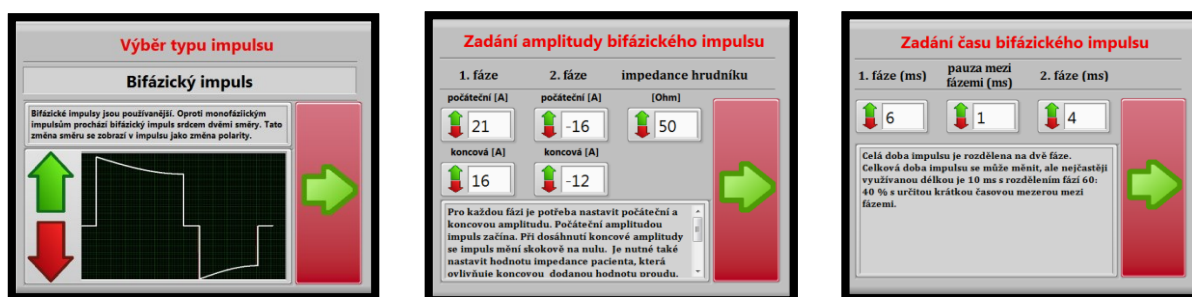 Výběr typu impulsu
Bifázický impuls
Bifázické impulsy jsou používanější. Oproti monofáziickým
impulsům prochází bifázický impuls srdcem dvěmi směry. Tato
změna směru se zobrazí v impulsu jako změna polarity.
Zadání amplitudy bifázického impulsu
1. fáze 2. fáze impedance hrudníku
počáteční [A] počáteční [A] [Ohm]
21 -16 50
koncová [A] koncová [A]
16 -12
Pro každou fázi je potřeba nastavit počáteční a
koncovou amplitudu. Počáteční amplitudou
impuls začína. Při dosáhnutí koncové amplitudy
se impuls mění skokově na nulu. Je nutné také
nastavit hodnotu impedance pacienta, která
ovlivňuje koncovou dodanou hodnotu proudu.
Zadání času bifázického impulsu
1. fáze (ms) pauza mezi fázemi (ms) 2. fáze (ms)
6 1 4
Celá doba impulsu je rozdělena na dvě fáze.
Celková doba impulsu se může měnit, ale nejčastěji
využívanou délkou je 10 ms s rozdělením fází 60:
40 % s určitou krátkou časovou mezerou mezi
fázemi.